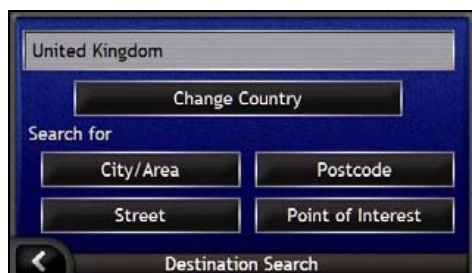 United Kingdom
Change Country
Search for
City/Area Postcode
Street Point of Interest
Destination Search